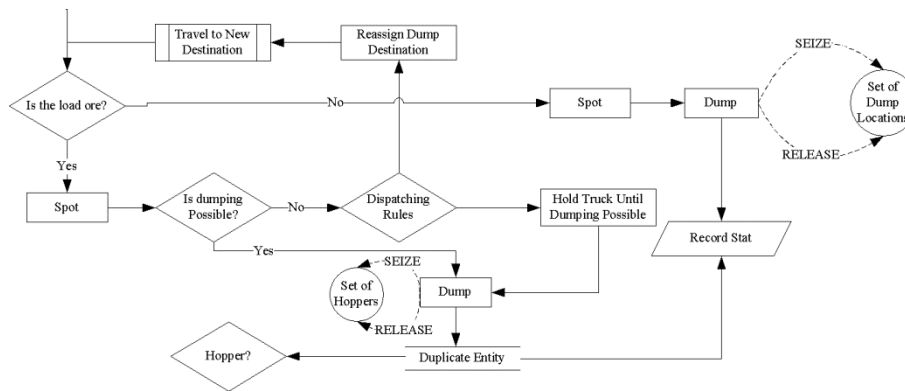 Travel to New
Destination
Reassign Dump
Destination
SEIZE
Is the load ore?
No
Spot
Dump
Set of
Dump
Locations
RELEASE
Yes
Spot
Is dumping
Possible?
No
Dispatching
Rules
Hold Truck Until
Dumping Possible
Record Stat
Yes
SEIZE
Set of
Hoppers
Dump
RELEASE
Hopper?
Duplicate Entity